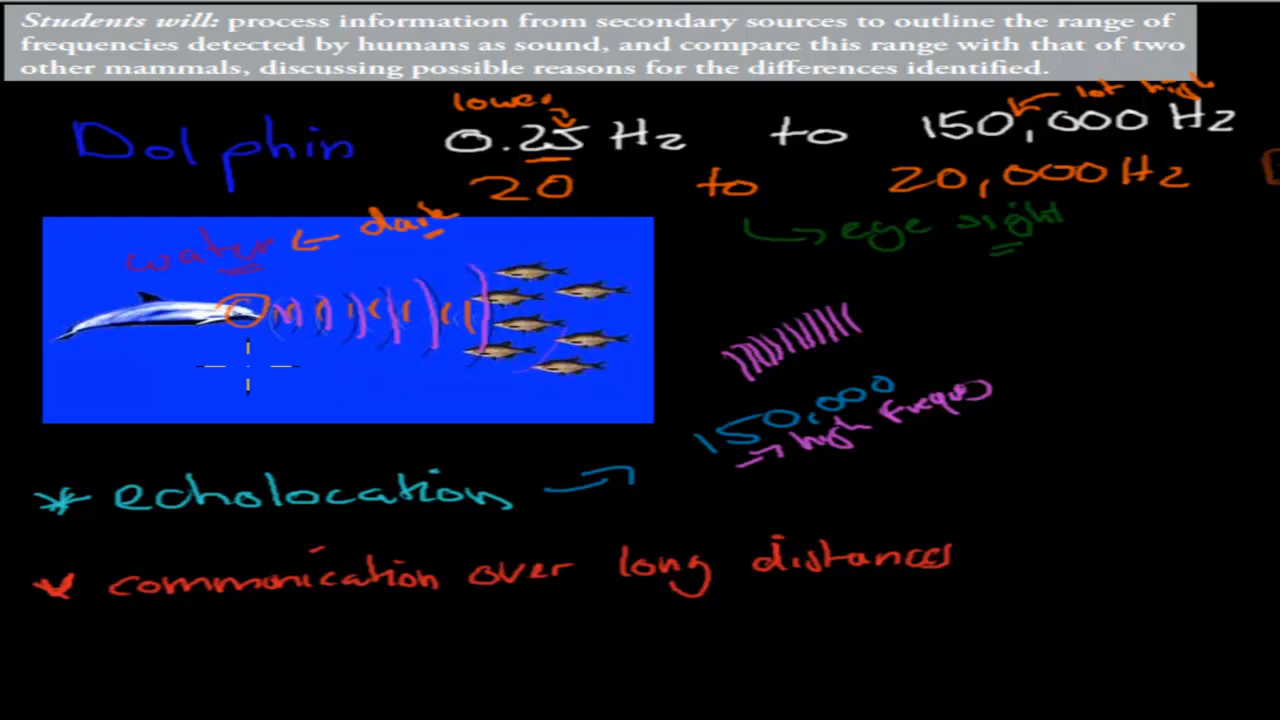 Students will: process information from secondary sources to outline the range of
frequencies detected by humans as sound, and compare this range with that of two
other mammals, discussing possible reasons for the differences identified.
lower
lot high
Dolphin 0.25 Hz to 150,000 Hz
20 to 20,000 Hz
water ← dark
↳ eye sight
150,000
→ high Freq
* echolocation →
* communication over long distances